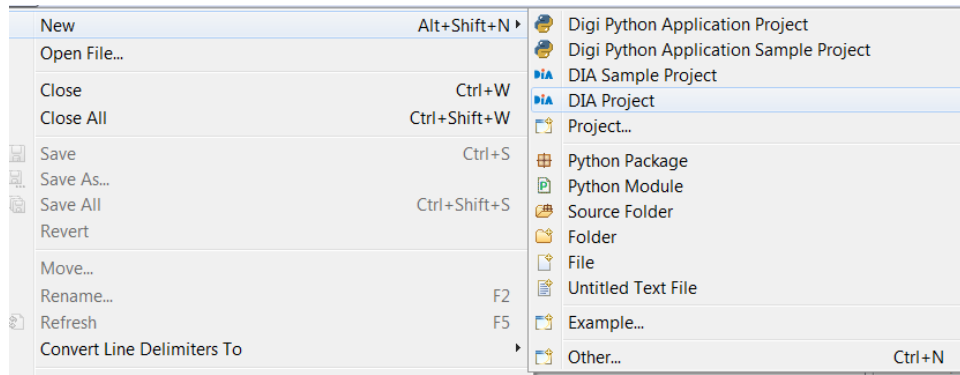 New Alt+Shift+N
Open File...
Close Ctrl+W
Close All Ctrl+Shift+W
Save Ctrl+S
Save As...
Save All Ctrl+Shift+S
Revert
Move...
Rename... F2
Refresh F5
Convert Line Delimiters To
Digi Python Application Project
Digi Python Application Sample Project
DiA DIA Sample Project
DiA DIA Project
Project...
Python Package
P Python Module
Source Folder
Folder
File
Untitled Text File
Example...
Other... Ctrl+N